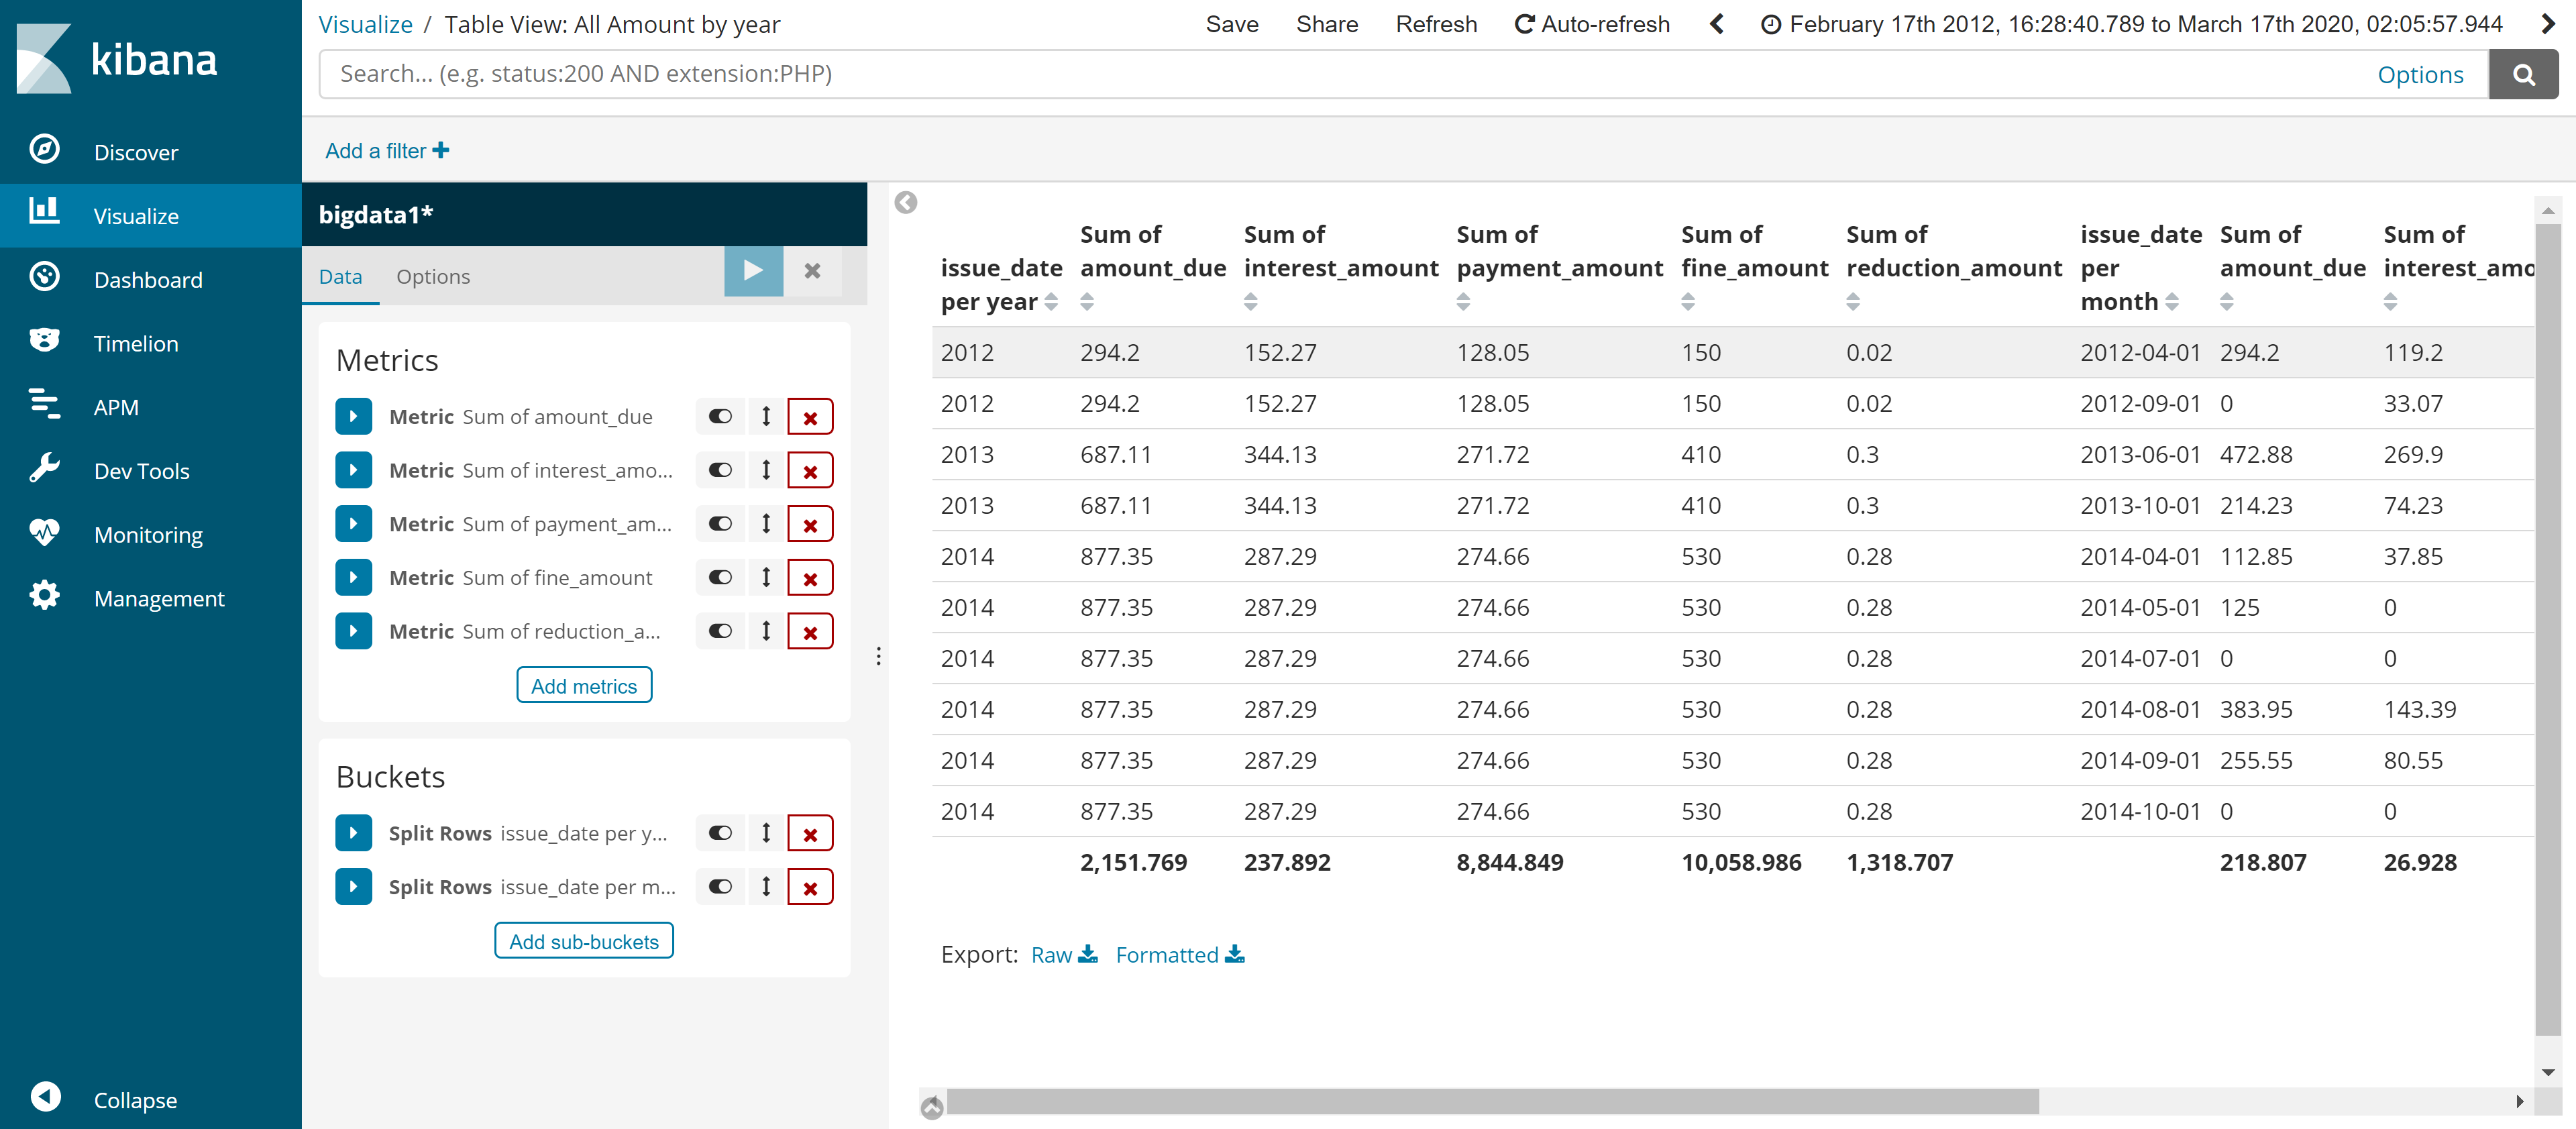 kibana
Discover
Visualize
Dashboard
Timelion
APM
Dev Tools
Monitoring
Management
Collapse
Visualize / Table View: All Amount by year
Save Share Refresh Auto-refresh February 17th 2012, 16:28:40.789 to March 17th 2020, 02:05:57.944
Search... (e.g. status:200 AND extension:PHP) Options
Add a filter
bigdata1*
Data Options
Metrics
Metric Sum of amount_due
Metric Sum of interest_amo...
Metric Sum of payment_am...
Metric Sum of fine_amount
Metric Sum of reduction_a...
Add metrics
Buckets
Split Rows issue_date per y...
Split Rows issue_date per m...
Add sub-buckets
Sum of Sum of Sum of Sum of Sum of issue_date Sum of Sum of
issue_date amount_due interest_amount payment_amount fine_amount reduction_amount per amount_due interest_amo
per year month
2012 294.2 152.27 128.05 150 0.02 2012-04-01 294.2 119.2
2012 294.2 152.27 128.05 150 0.02 2012-09-01 0 33.07
2013 687.11 344.13 271.72 410 0.3 2013-06-01 472.88 269.9
2013 687.11 344.13 271.72 410 0.3 2013-10-01 214.23 74.23
2014 877.35 287.29 274.66 530 0.28 2014-04-01 112.85 37.85
2014 877.35 287.29 274.66 530 0.28 2014-05-01 125 0
2014 877.35 287.29 274.66 530 0.28 2014-07-01 0 0
2014 877.35 287.29 274.66 530 0.28 2014-08-01 383.95 143.39
2014 877.35 287.29 274.66 530 0.28 2014-09-01 255.55 80.55
2014 877.35 287.29 274.66 530 0.28 2014-10-01 0 0
2,151.769 237.892 8,844.849 10,058.986 1,318.707 218.807 26.928
Export: Raw Formatted